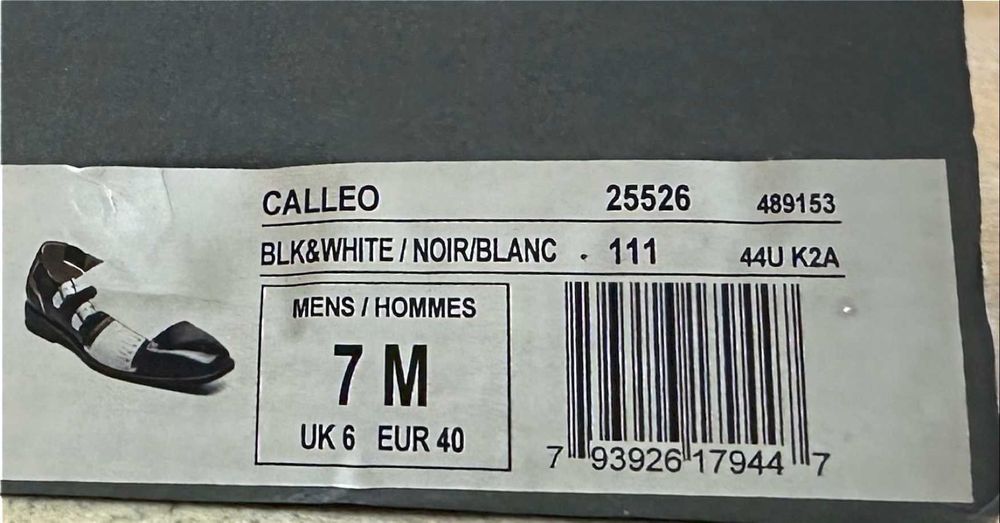 CALLEO 25526 489153
BLK&WHITE / NOIR/BLANC 111 44U K2A
MENS / HOMMES
7 M
UK 6 EUR 40
7 93926 17944 7